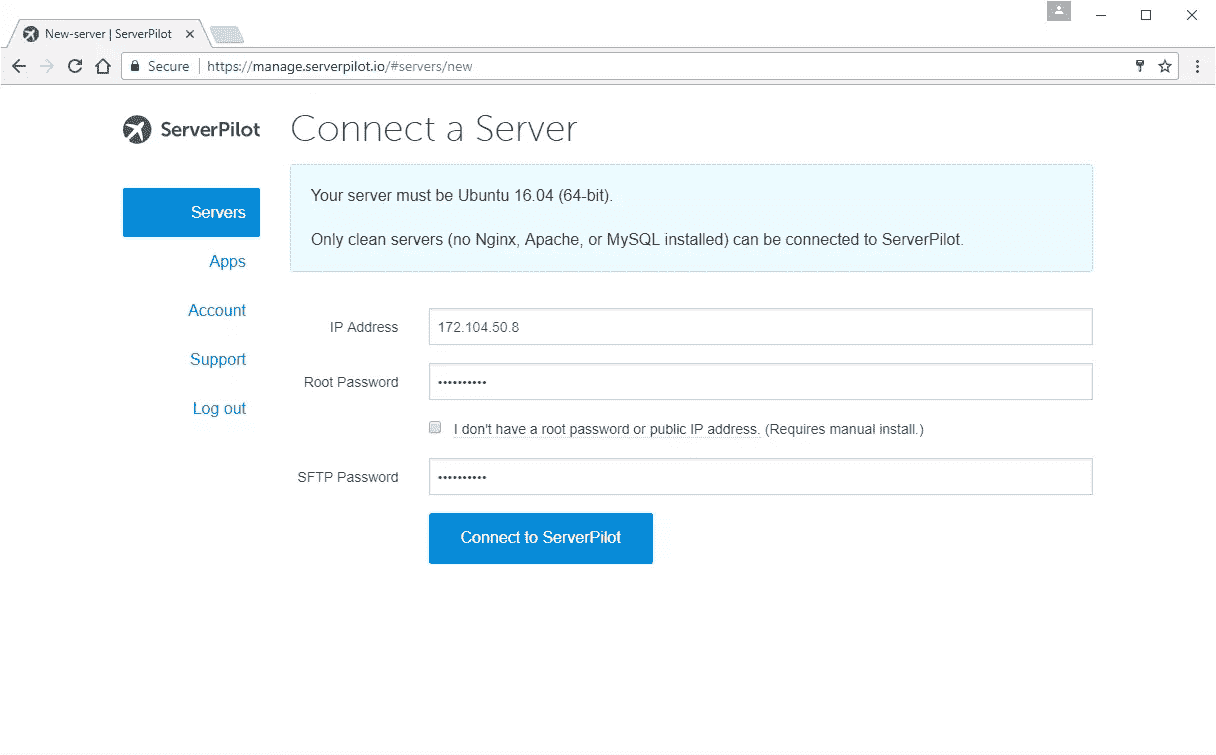 New-server | ServerPilot
Secure
https://manage.serverpilot.io/#servers/new
ServerPilot
Connect a Server
Servers
Apps
Account
Support
Log out
Your server must be Ubuntu 16.04 (64-bit).
Only clean servers (no Nginx, Apache, or MySQL installed) can be connected to ServerPilot.
IP Address
172.104.50.8
Root Password
••••••••••
I don't have a root password or public IP address. (Requires manual install.)
SFTP Password
••••••••••
Connect to ServerPilot